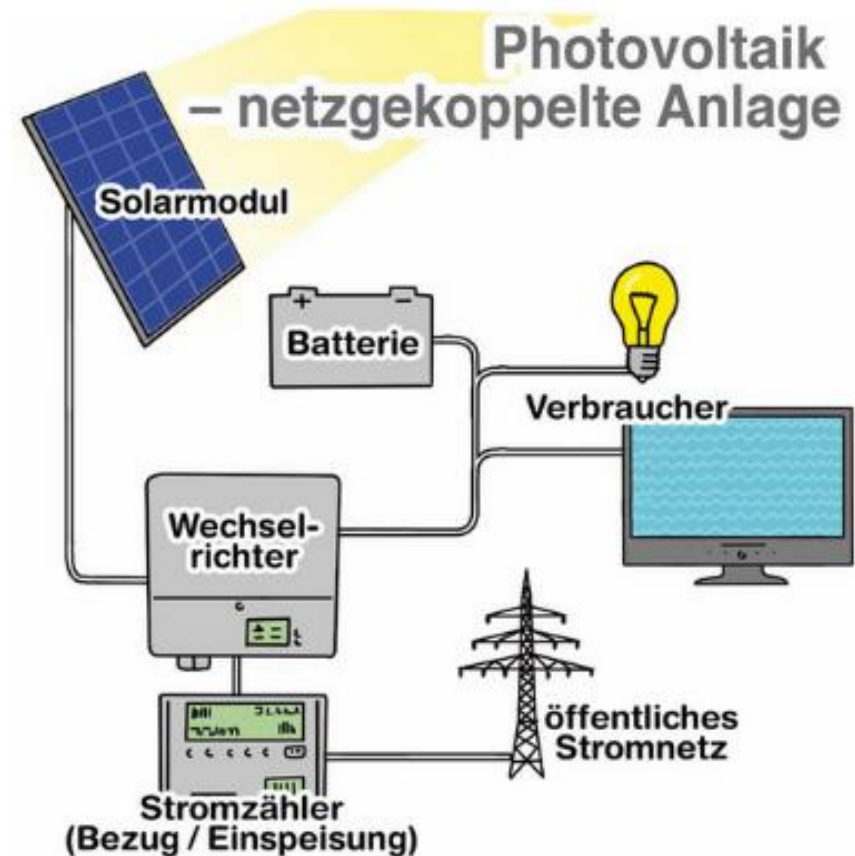 Photovoltaik
– netzgekoppelte Anlage
Solarmodul
+ −
Batterie
Verbraucher
Wechsel-
richter
öffentliches
Stromnetz
Stromzähler
(Bezug / Einspeisung)